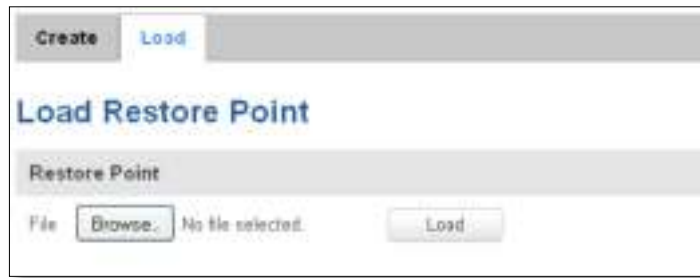 Create Load
Load Restore Point
Restore Point
File Browse.. No file selected. Load